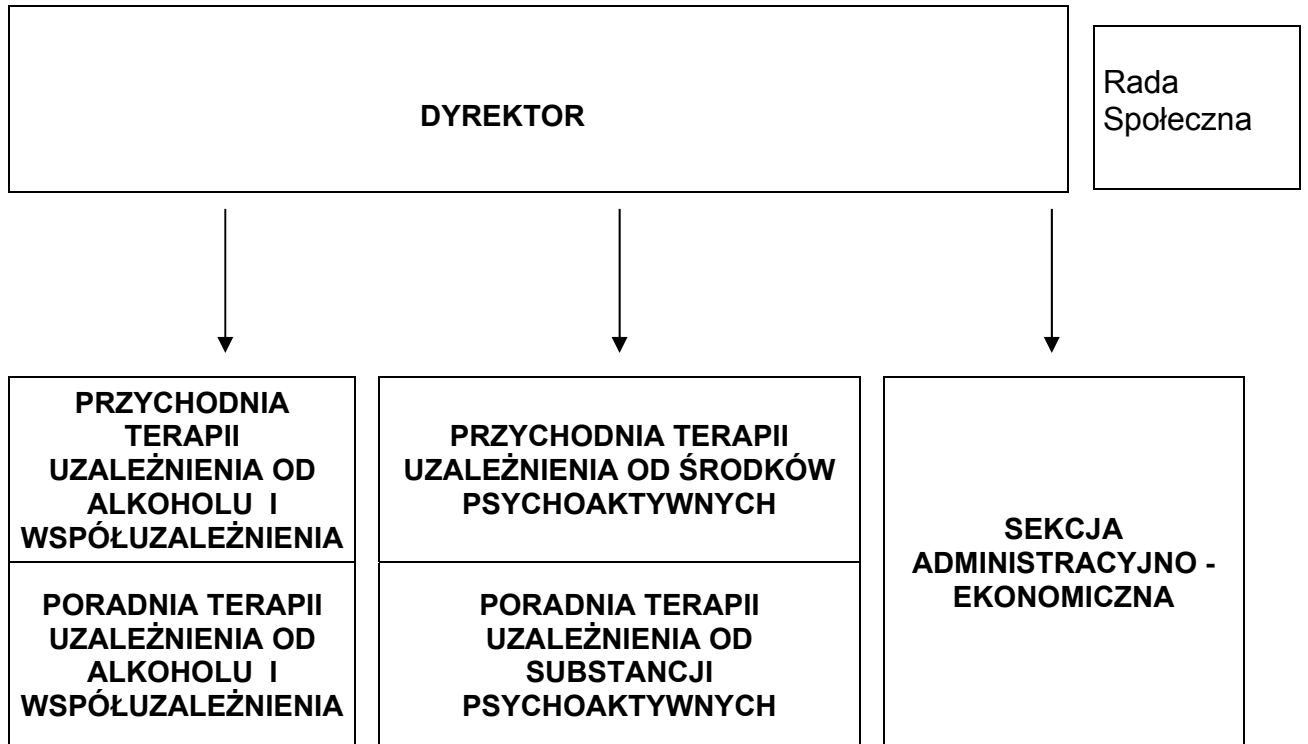 DYREKTOR
Rada
Społeczna
PRZYCHODNIA
TERAPII
UZALEŻNIENIA OD
ALKOHOLU I
WSPÓŁUZALEŻNIENIA
PORADNIA TERAPII
UZALEŻNIENIA OD
ALKOHOLU I
WSPÓŁUZALEŻNIENIA
PRZYCHODNIA TERAPII
UZALEŻNIENIA OD ŚRODKÓW
PSYCHOAKTYWNYCH
PORADNIA TERAPII
UZALEŻNIENIA OD
SUBSTANCJI
PSYCHOAKTYWNYCH
SEKCJA
ADMINISTRACYJNO -
EKONOMICZNA